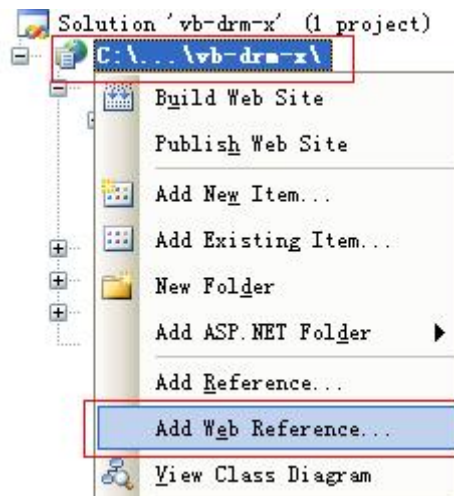 Solution 'vb-drm-x' (1 project)
C:\...\vb-drm-x\
Build Web Site
Publish Web Site
Add New Item...
Add Existing Item...
New Folder
Add ASP.NET Folder
Add Reference...
Add Web Reference...
View Class Diagram